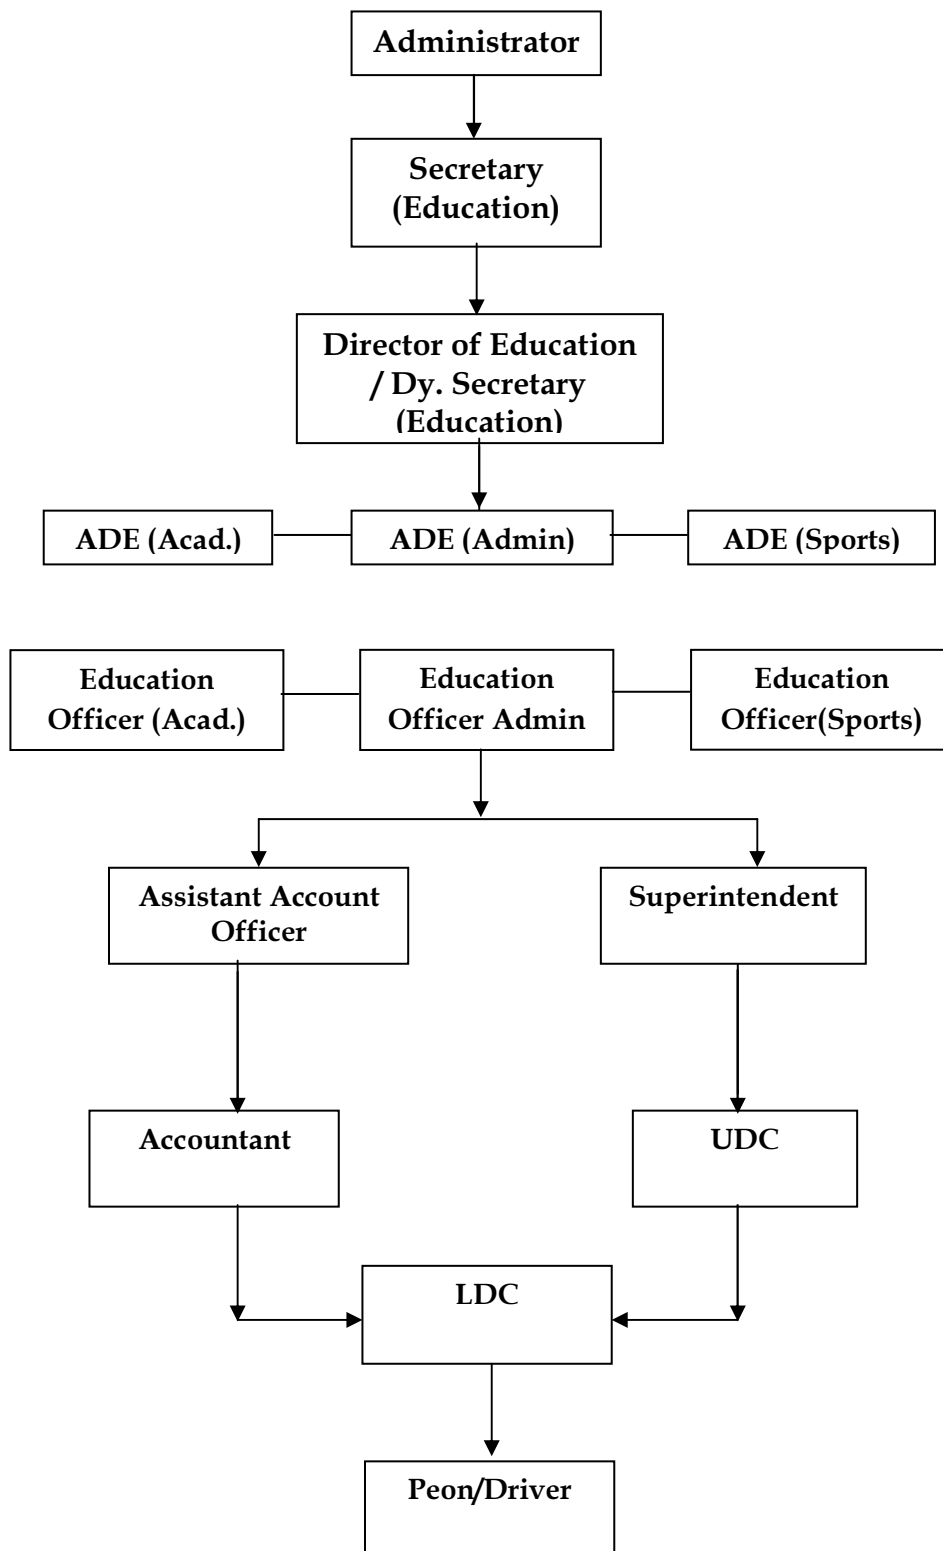 Administrator
Secretary
(Education)
Director of Education
/ Dy. Secretary
(Education)
ADE (Acad.)
ADE (Admin)
ADE (Sports)
Education
Officer (Acad.)
Education
Officer Admin
Education
Officer(Sports)
Assistant Account
Officer
Superintendent
Accountant
UDC
LDC
Peon/Driver